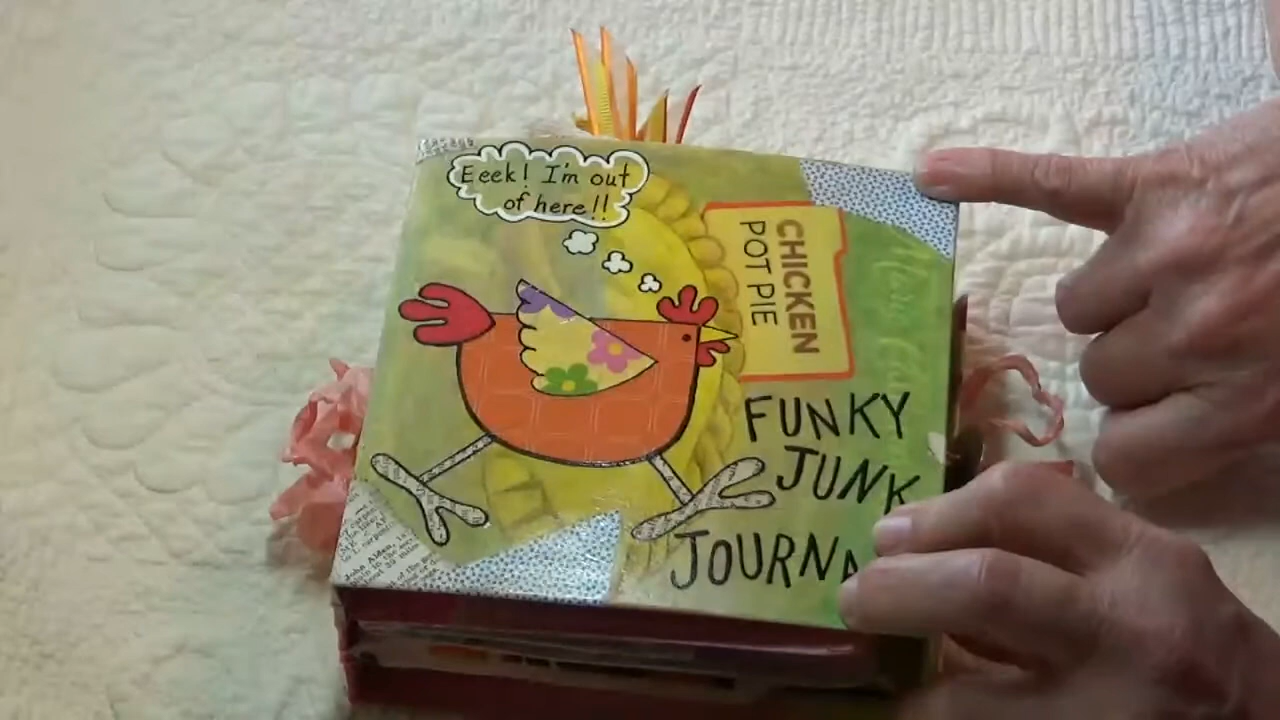 Eeek! I'm out
of here!!
CHICKEN
POT PIE
FUNKY
JUNK
JOURNA